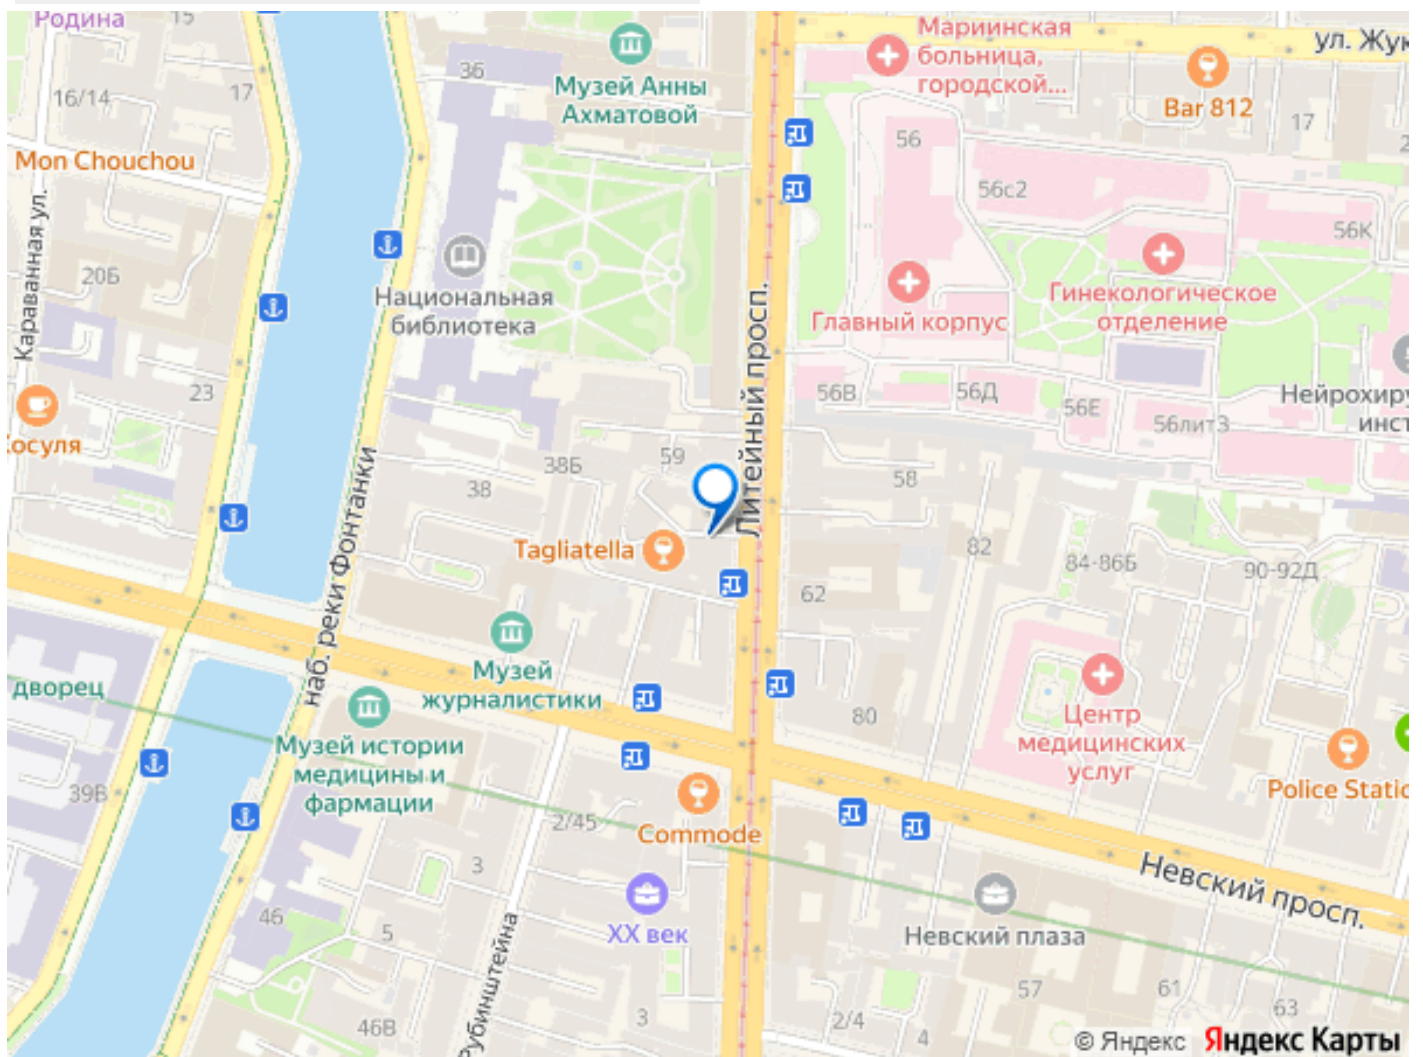 Родина
15
16/14
17
36
Музей Анны
Ахматовой
Мариинская
больница,
городской...
ул. Жук
Bar 812
17
2
56
Mon Chouchou
56с2
56К
Караванная ул.
20Б
Национальная
библиотека
Литейный просп.
Главный корпус
Гинекологическое
отделение
23
56В
56Д
56Е
56лит3
Нейрохиру
инст
Косуля
38Б
59
38
58
наб. реки Фонтанки
Tagliatella
82
84-86Б
90-92Д
62
Музей
журналистики
дворец
80
Центр
медицинских
услуг
Музей истории
медицины и
фармации
39В
Police Static
2/45
Commode
3
Невский просп.
46
5
XX век
Невский плаза
Рубинштейна
57
61
63
46В
3
2/4
4
© Яндекс Яндекс Карты